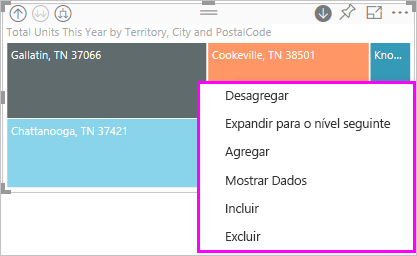 Total Units This Year by Territory, City and PostalCode
Gallatin, TN 37066
Cookeville, TN 38501
Kno...
Chattanooga, TN 37421
Desagregar
Expandir para o nível seguinte
Agregar
Mostrar Dados
Incluir
Excluir